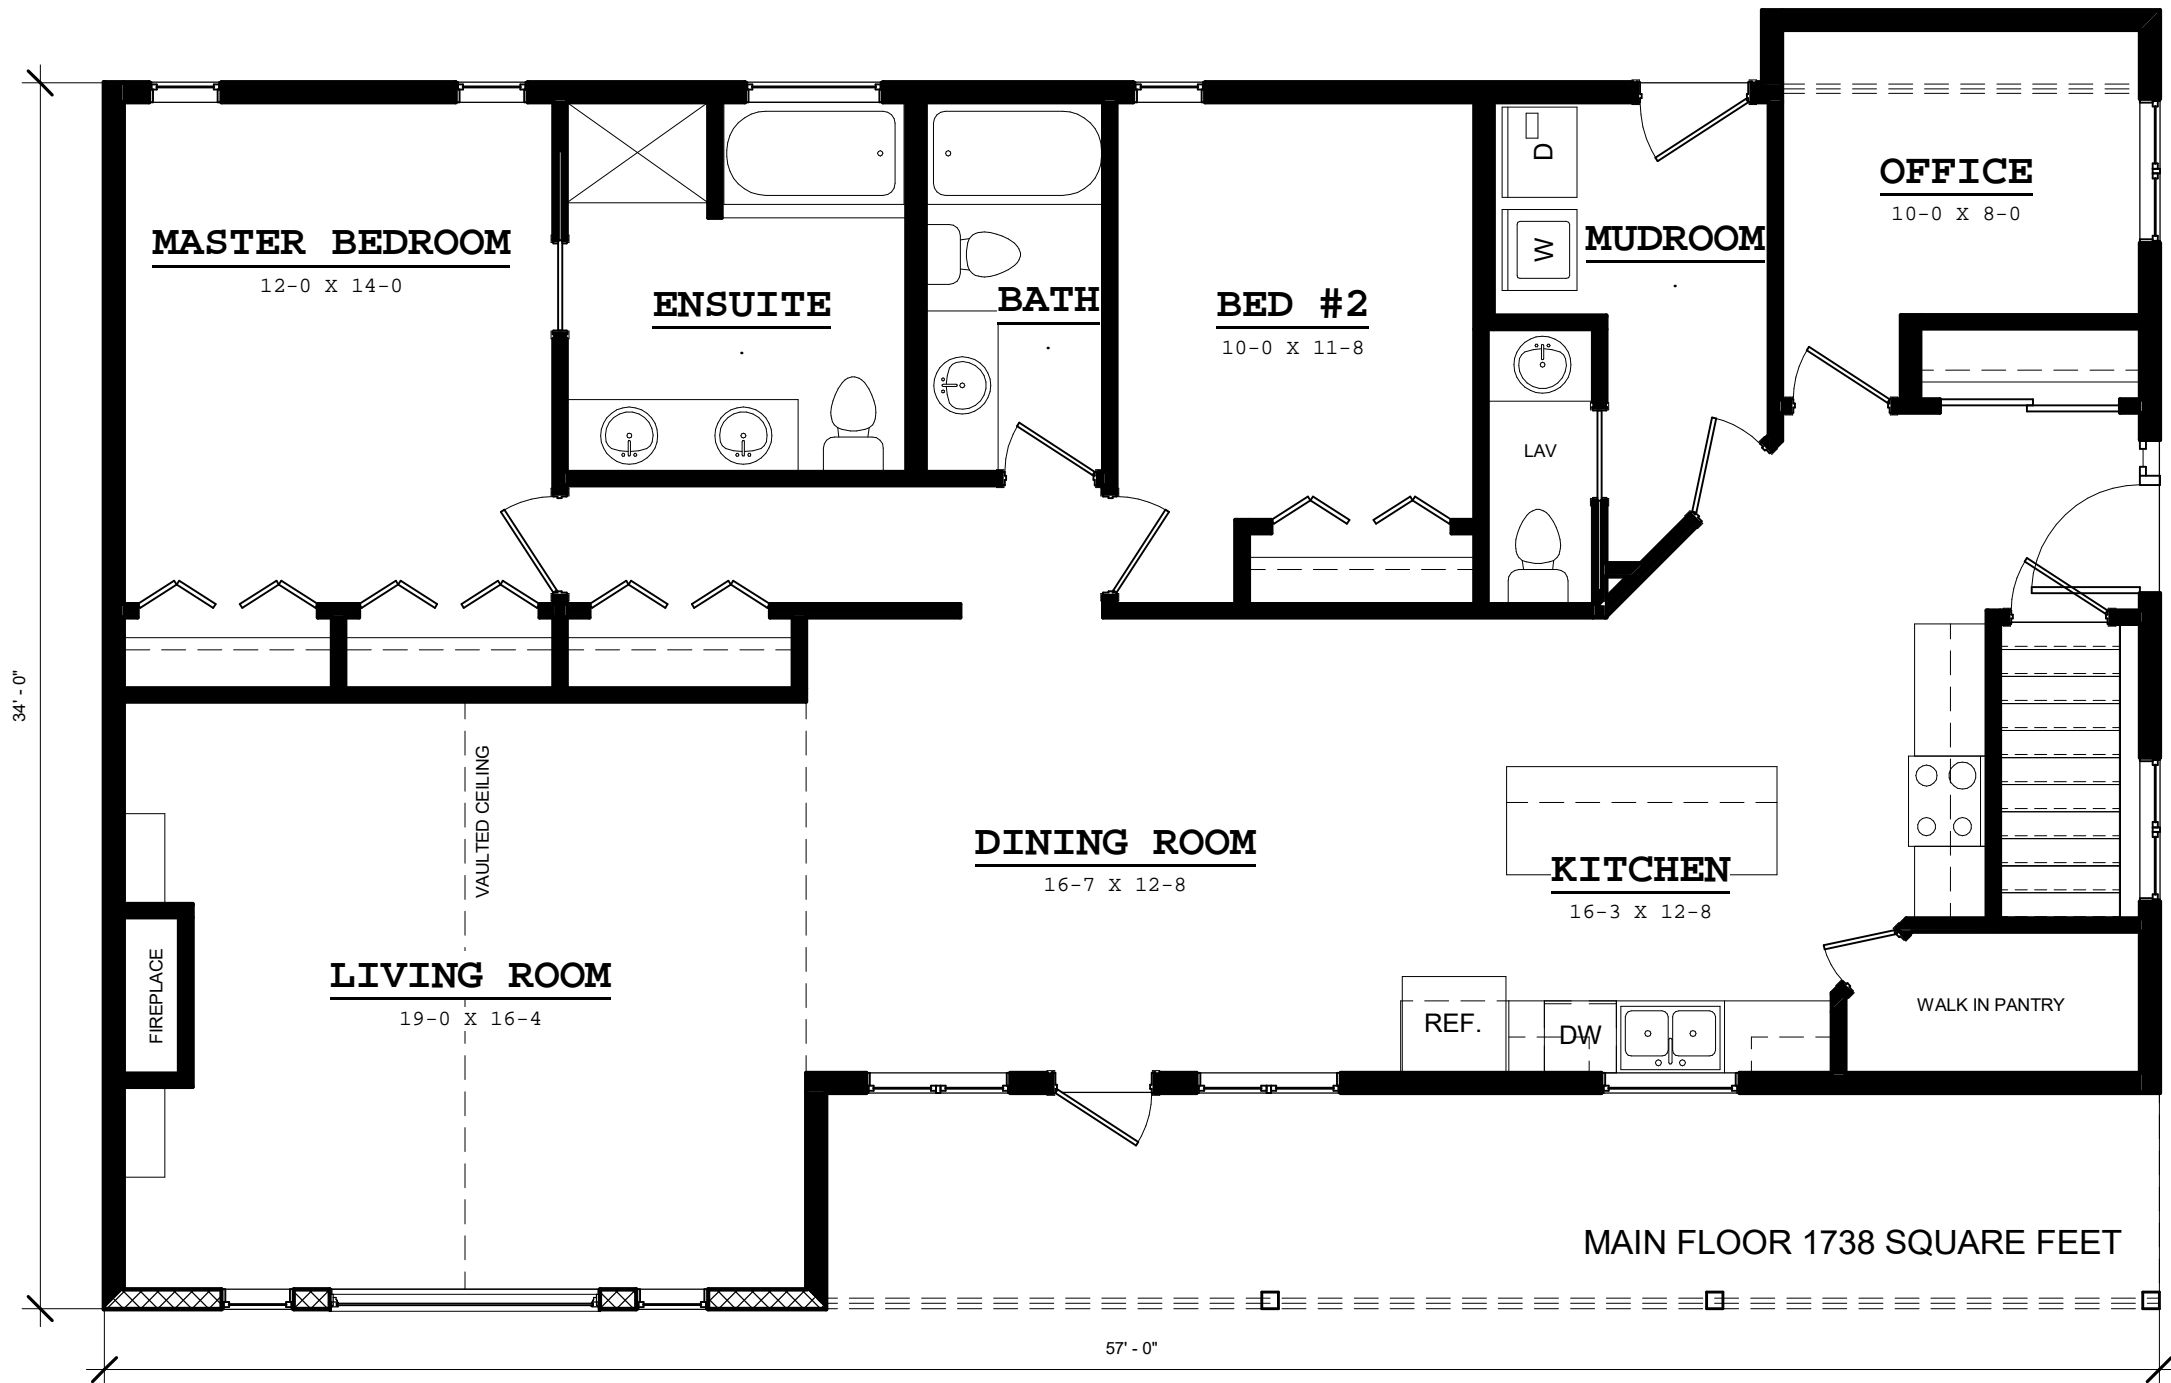 OFFICE
10-0 X 8-0
D
W
MUDROOM
MASTER BEDROOM
12-0 X 14-0
ENSUITE
BATH
BED #2
10-0 X 11-8
LAV
34' - 0"
VAULTED CEILING
DINING ROOM
16-7 X 12-8
KITCHEN
16-3 X 12-8
FIREPLACE
LIVING ROOM
19-0 X 16-4
REF.
DW
WALK IN PANTRY
MAIN FLOOR 1738 SQUARE FEET
57' - 0"